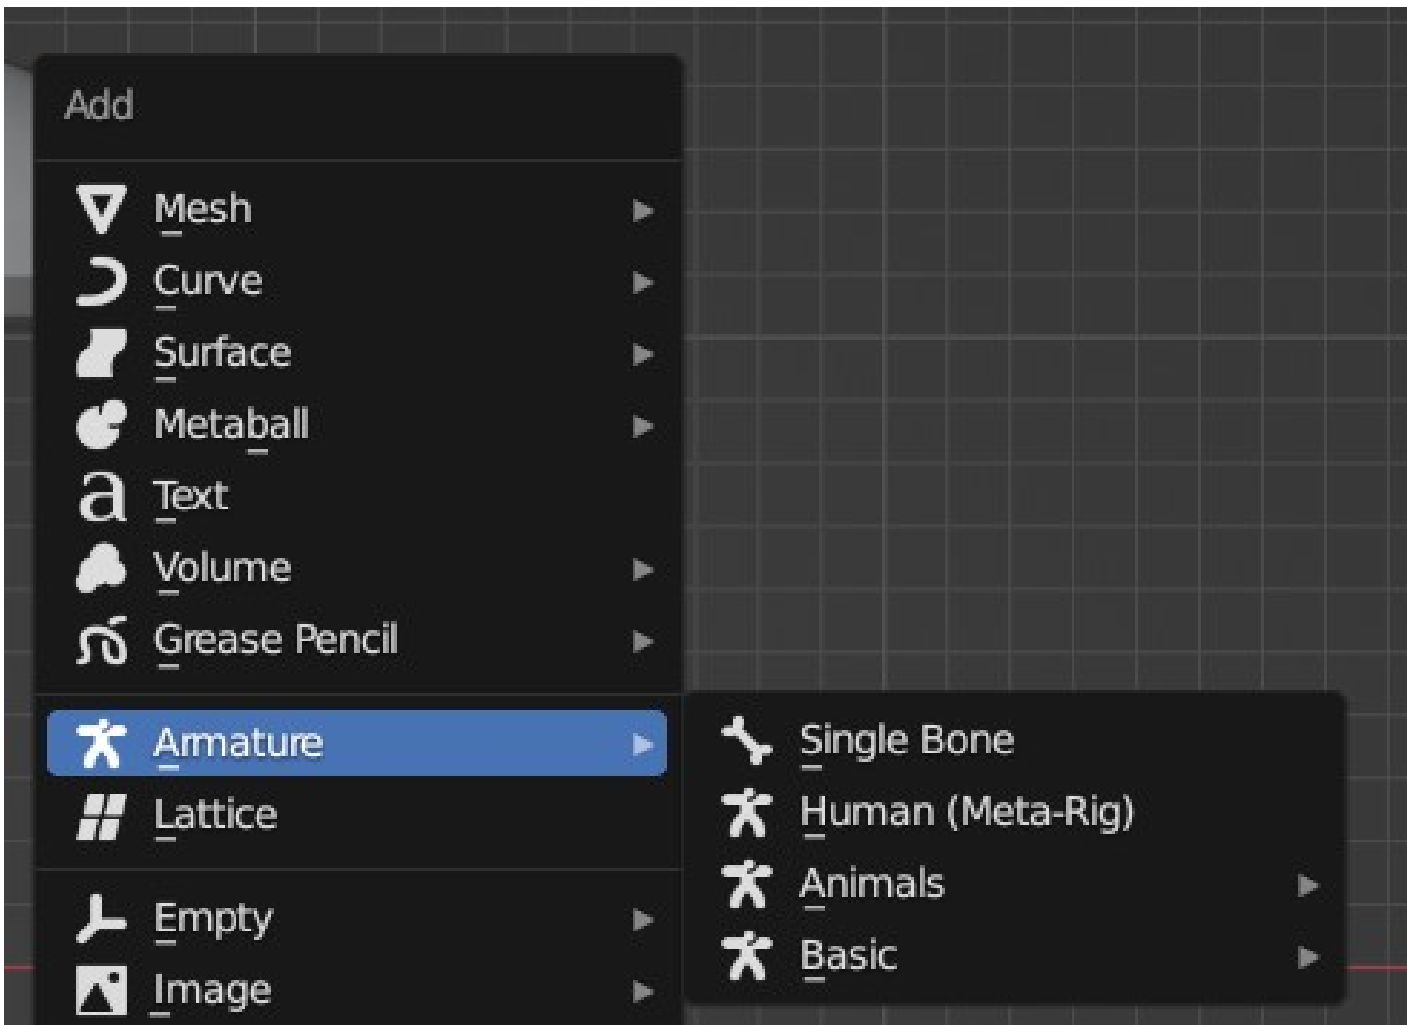 Add
Mesh
Curve
Surface
Metaball
Text
Volume
Grease Pencil
Armature
Lattice
Empty
Image
Single Bone
Human (Meta-Rig)
Animals
Basic